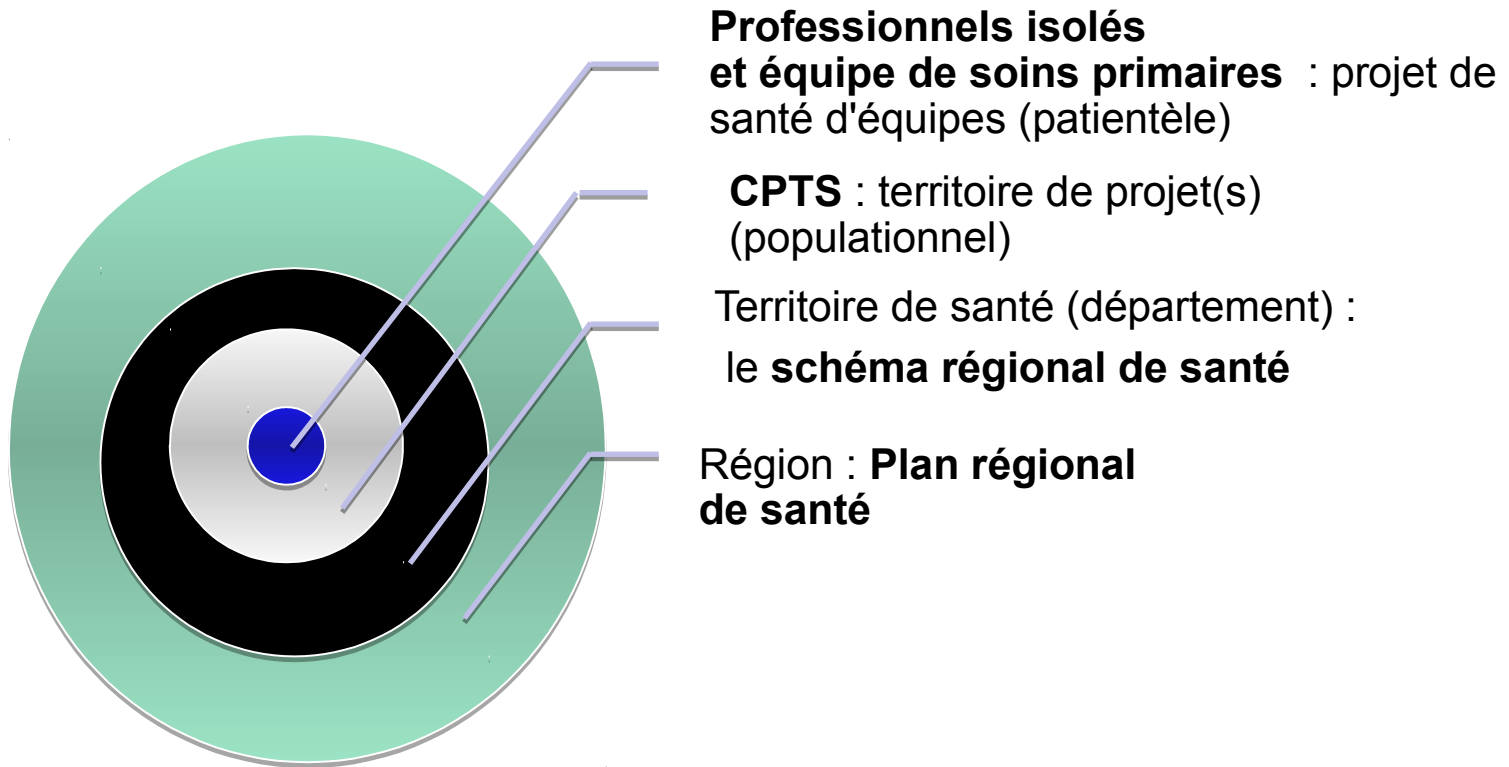 Professionnels isolés
et équipe de soins primaires : projet de
santé d'équipes (patientèle)
CPTS : territoire de projet(s)
(populationnel)
Territoire de santé (département) :
le schéma régional de santé
Région : Plan régional
de santé